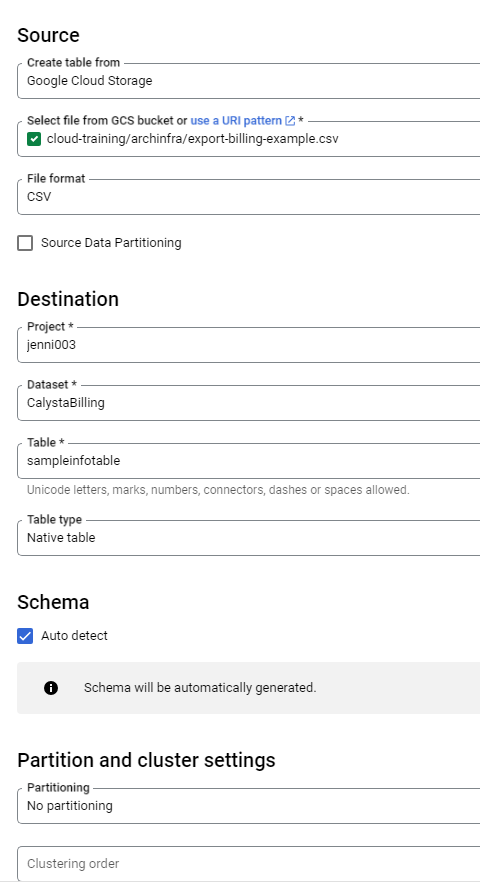 Source
Create table from
Google Cloud Storage
Select file from GCS bucket or use a URI pattern *
cloud-training/archinfra/export-billing-example.csv
File format
CSV
Source Data Partitioning
Destination
Project *
jenni003
Dataset *
CalystaBilling
Table *
sampleinfotable
Unicode letters, marks, numbers, connectors, dashes or spaces allowed.
Table type
Native table
Schema
Auto detect
Schema will be automatically generated.
Partition and cluster settings
Partitioning
No partitioning
Clustering order